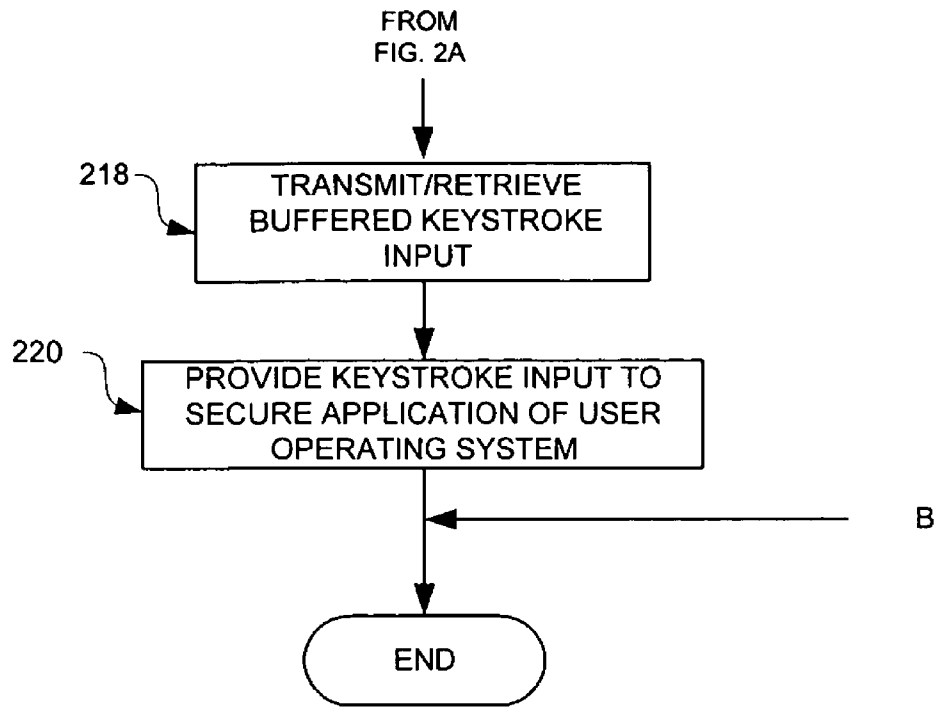 FROM
FIG. 2A
218
TRANSMIT/RETRIEVE
BUFFERED KEYSTROKE
INPUT
220
PROVIDE KEYSTROKE INPUT TO
SECURE APPLICATION OF USER
OPERATING SYSTEM
B
END